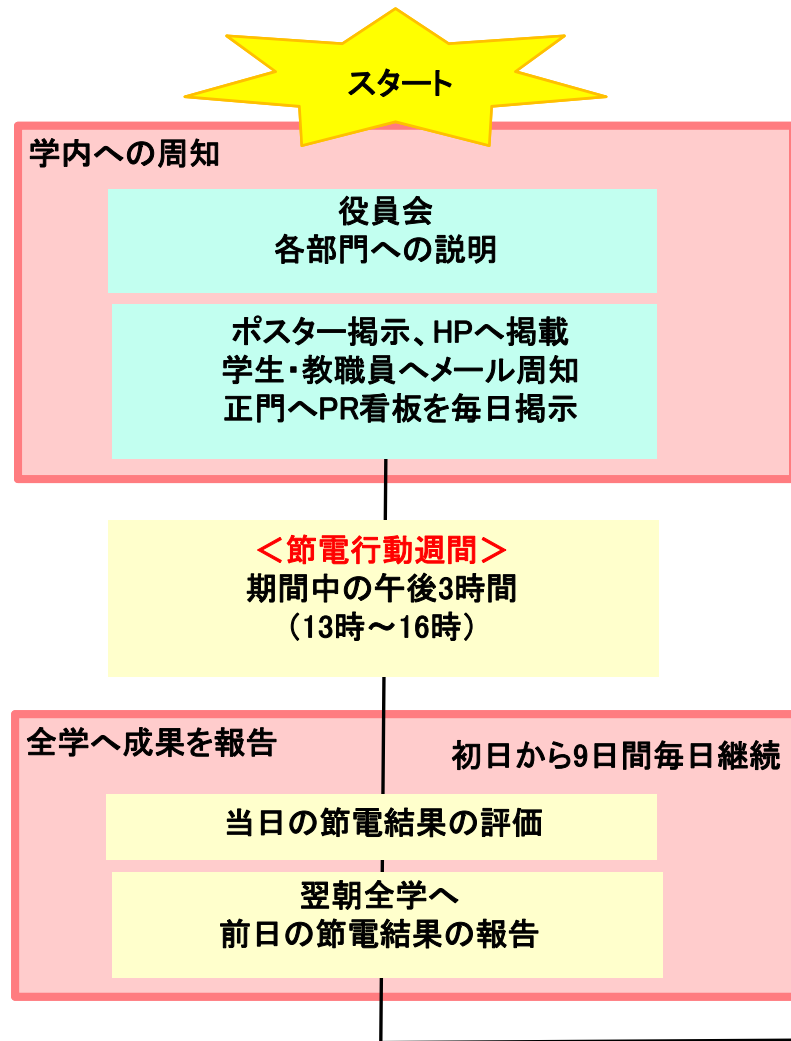 スタート
学内への周知
役員会
各部門への説明
ポスター掲示、HPへ掲載
学生・教職員へメール周知
正門へPR看板を毎日掲示
＜節電行動週間＞
期間中の午後3時間
（13時～16時）
全学へ成果を報告
初日から9日間毎日継続
当日の節電結果の評価
翌朝全学へ
前日の節電結果の報告